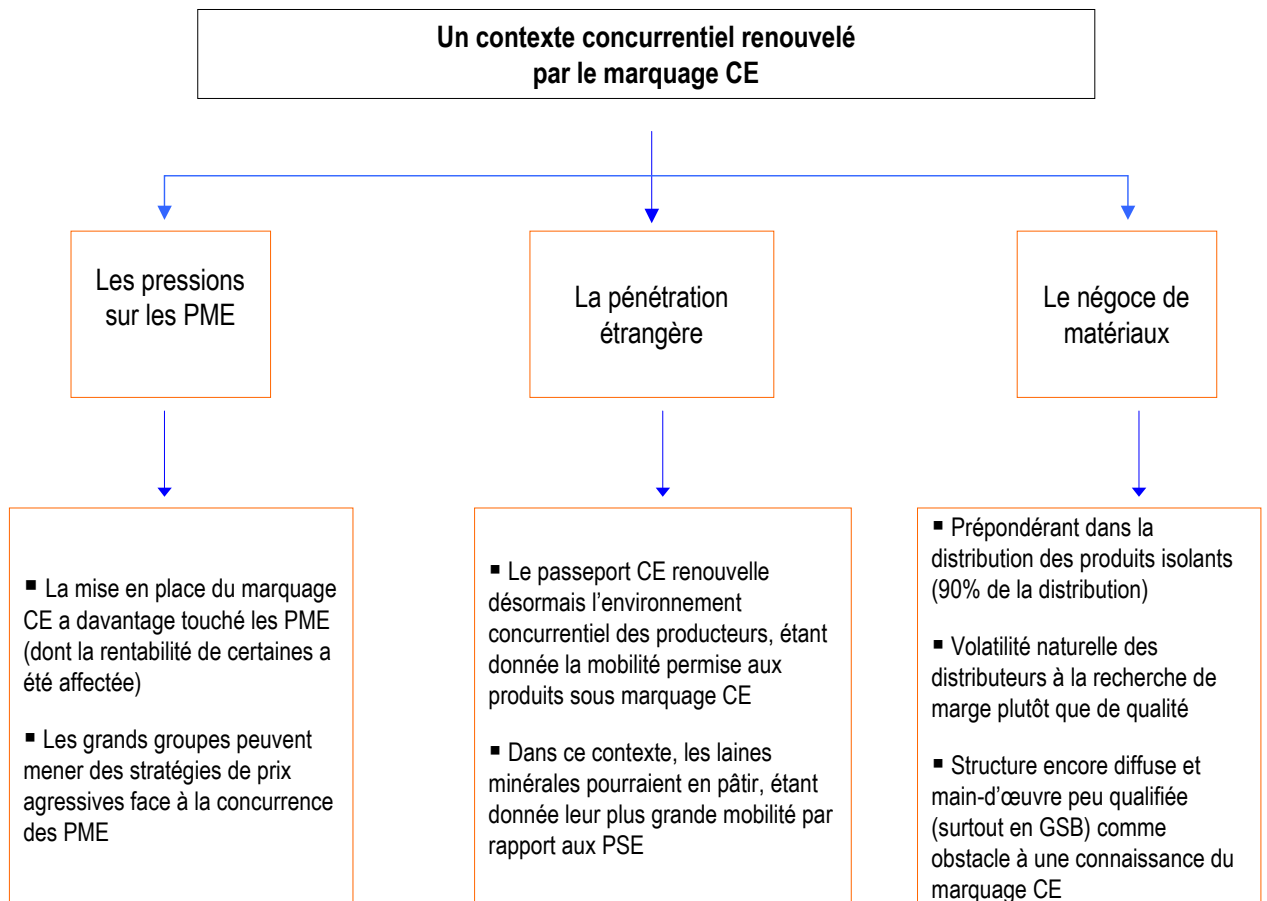 Un contexte concurrentiel renouvelé
par le marquage CE
Les pressions
sur les PME
La pénétration
étrangère
Le négoce de
matériaux
▪ La mise en place du marquage
CE a davantage touché les PME
(dont la rentabilité de certaines a
été affectée)
▪ Les grands groupes peuvent
mener des stratégies de prix
agressives face à la concurrence
des PME
▪ Le passeport CE renouvelle
désormais l’environnement
concurrentiel des producteurs, étant
donnée la mobilité permise aux
produits sous marquage CE
▪ Dans ce contexte, les laines
minérales pourraient en pâtir, étant
donnée leur plus grande mobilité par
rapport aux PSE
▪ Prépondérant dans la
distribution des produits isolants
(90% de la distribution)
▪ Volatilité naturelle des
distributeurs à la recherche de
marge plutôt que de qualité
▪ Structure encore diffuse et
main-d’œuvre peu qualifiée
(surtout en GSB) comme
obstacle à une connaissance du
marquage CE